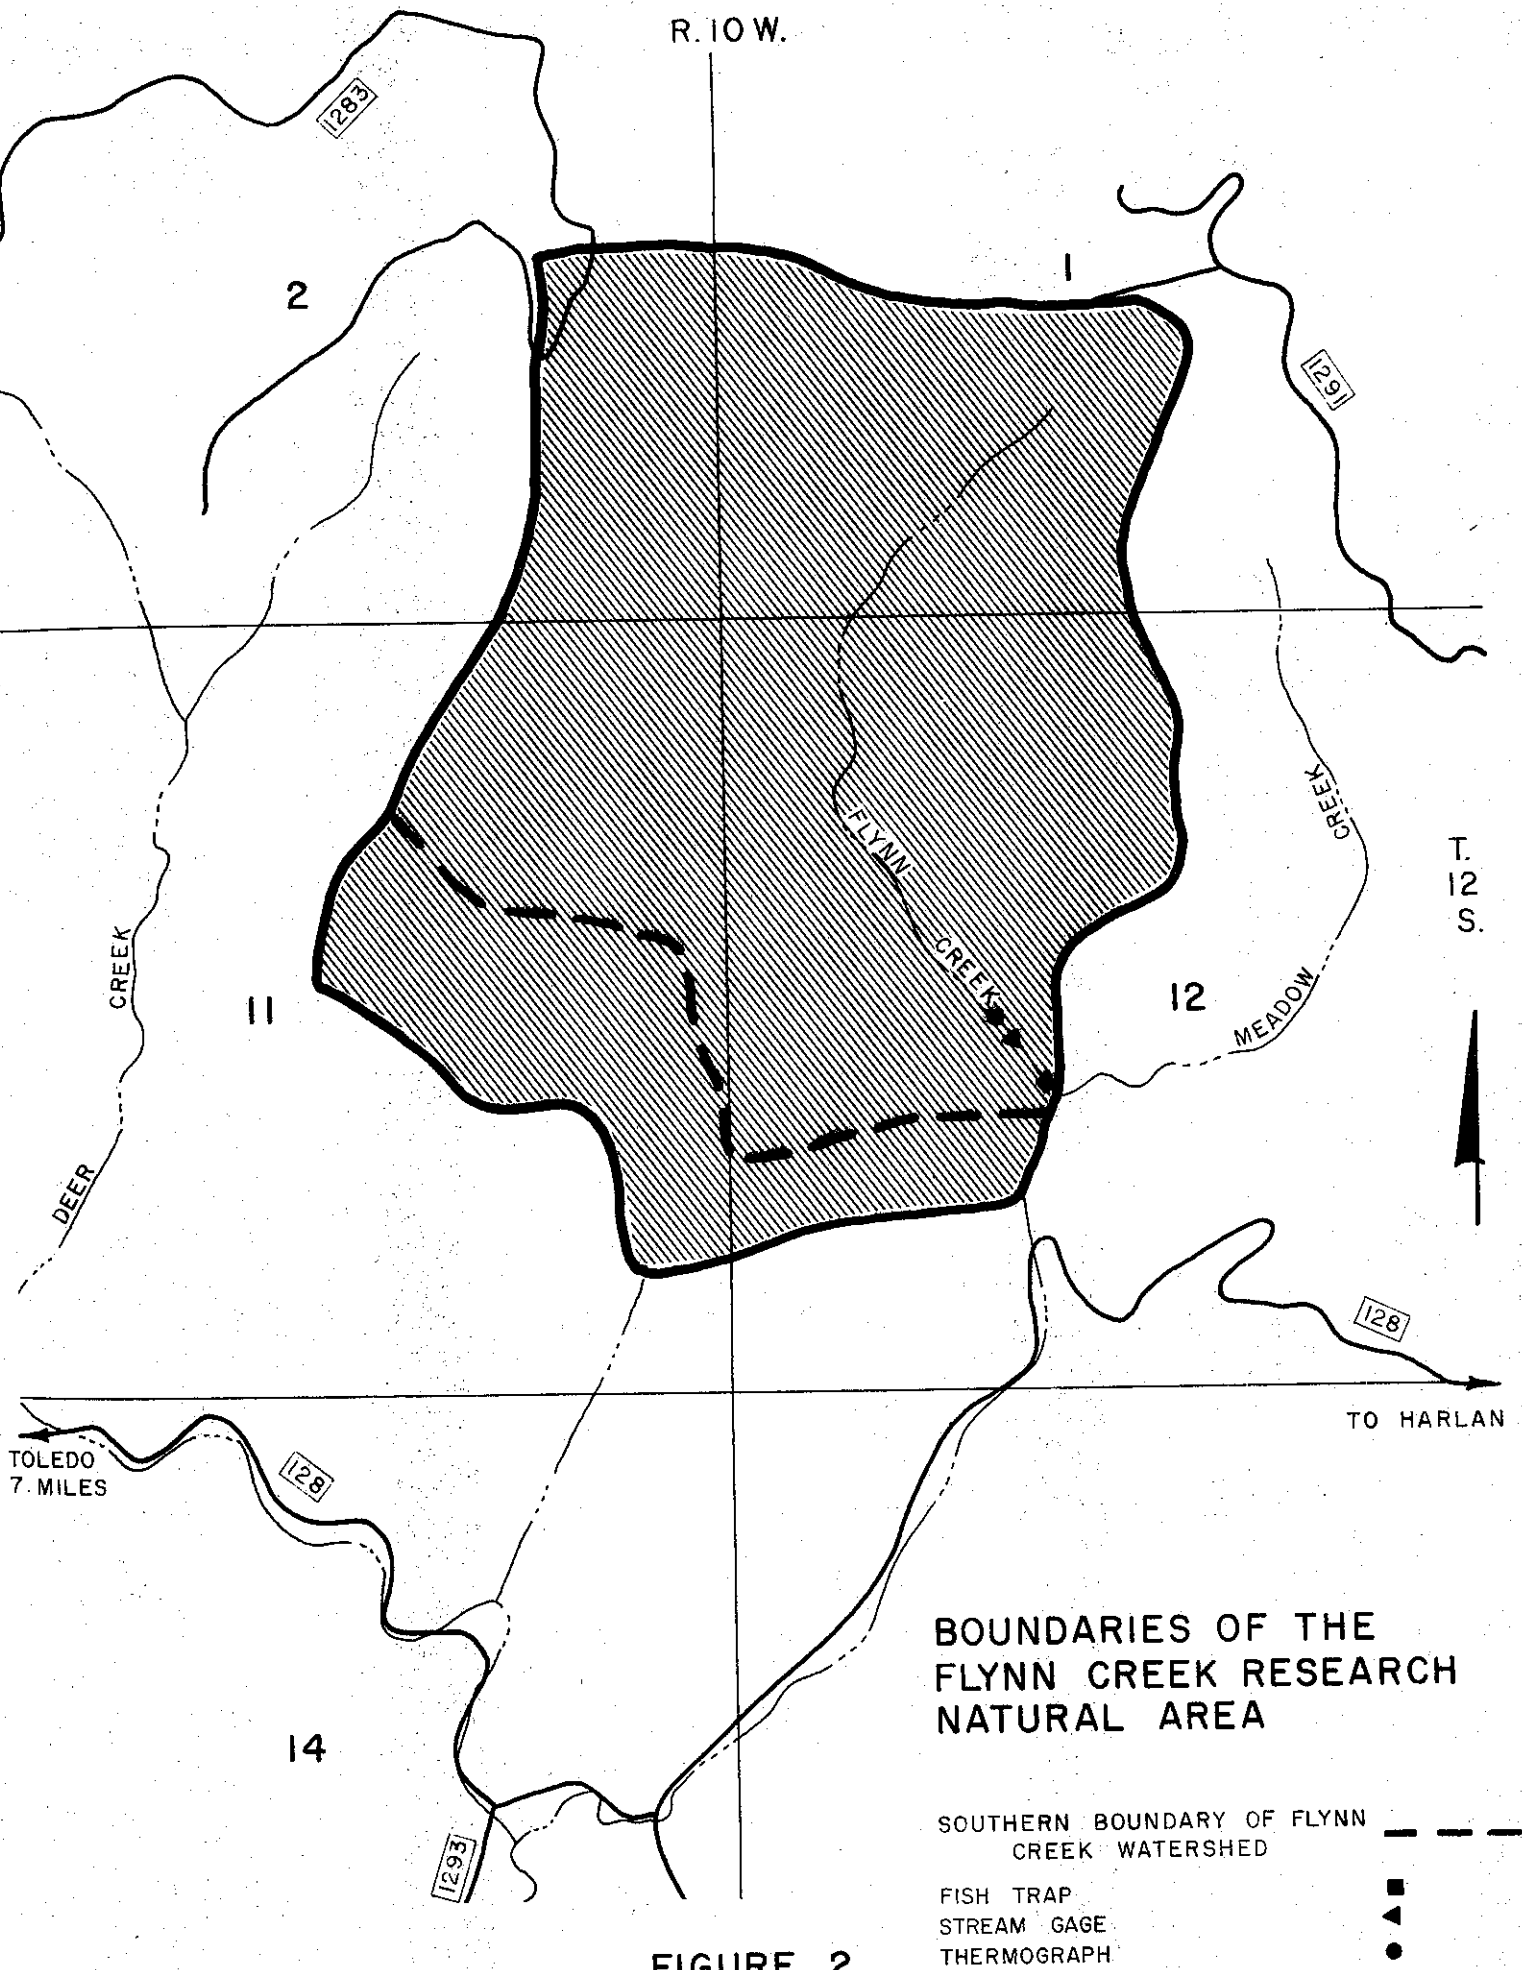 R. 10 W.
1283
2
1
1291
FLYNN
CREEK
CREEK
T.
12
S.
CREEK
11
12
MEADOW
DEER
128
TO HARLAN
TOLEDO
7. MILES
128
BOUNDARIES OF THE
FLYNN CREEK RESEARCH
NATURAL AREA
14
SOUTHERN BOUNDARY OF FLYNN
CREEK WATERSHED
1293
FISH TRAP
STREAM GAGE
THERMOGRAPH
FIGURE 2